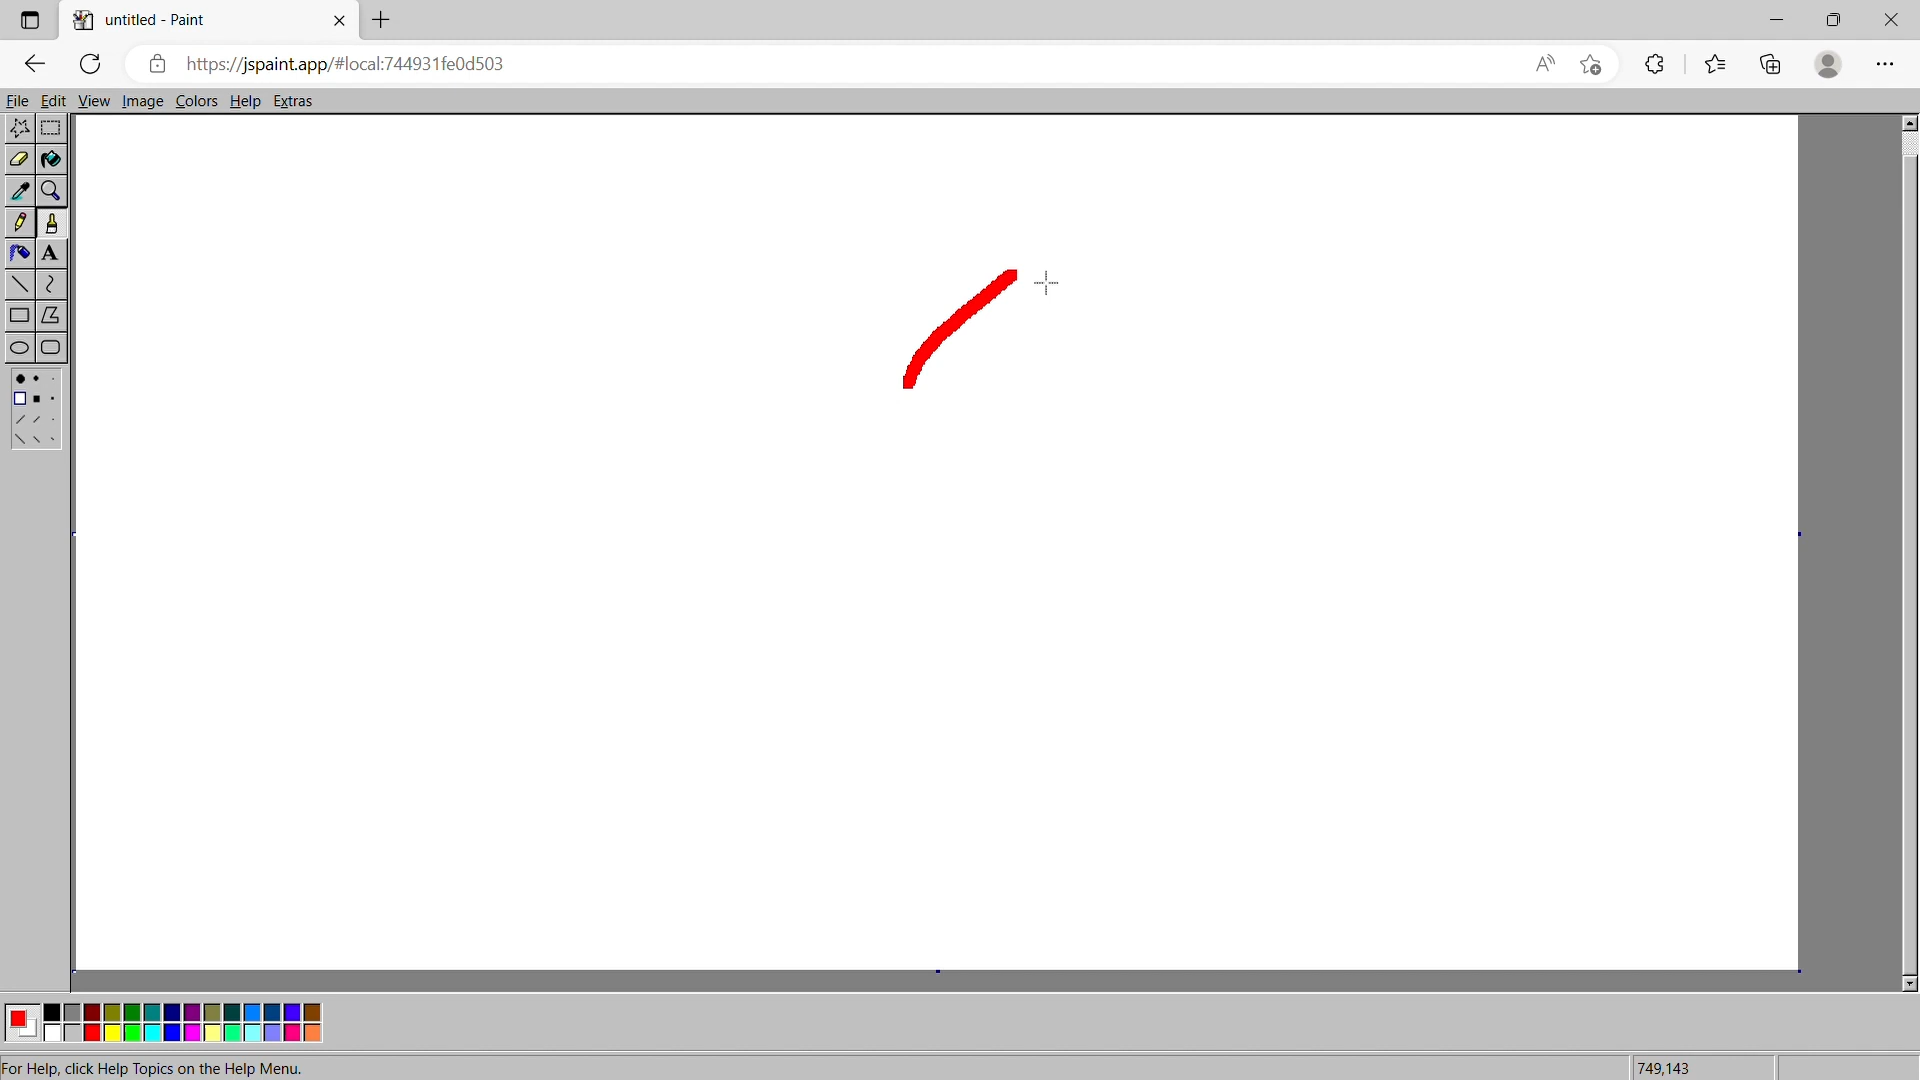 untitled - Paint
https://jspaint.app/#local:744931fe0d503
File Edit View Image Colors Help Extras
For Help, click Help Topics on the Help Menu.
749,143